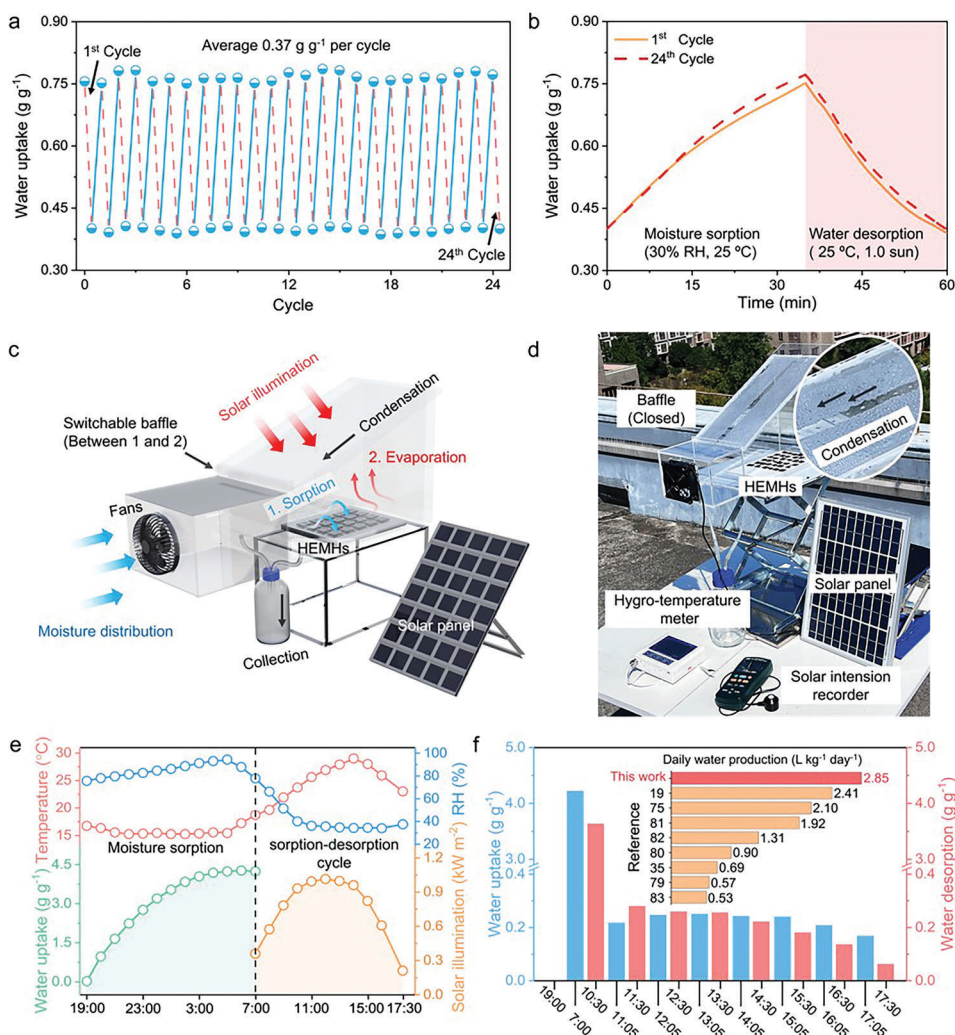 a
0.90
0.75
0.60
0.45
0.30
Water uptake (g g⁻¹)
Average 0.37 g g⁻¹ per cycle
1st Cycle
24th Cycle
0 6 12 18 24
Cycle
b
0.90
0.75
0.60
0.45
0.30
Water uptake (g g⁻¹)
1st Cycle
24th Cycle
Moisture sorption
(30% RH, 25 ºC)
Water desorption
( 25 ºC, 1.0 sun)
0 15 30 45 60
Time (min)
c
Solar illumination
Condensation
Switchable baffle
(Between 1 and 2)
2. Evaporation
1. Sorption
Fans
HEMHs
Moisture distribution
Solar panel
Collection
d
Baffle
(Closed)
Condensation
HEMHs
Solar panel
Hygro-temperature
meter
Solar intension
recorder
e
Temperature (°C)
30
25
20
15
RH (%)
100
80
60
40
20
Moisture sorption
sorption-desorption
cycle
Water uptake (g g⁻¹)
4.5
3.0
1.5
0.0
Solar illumination (kW m⁻²)
1.2
0.9
0.6
0.3
0.0
19:00 23:00 3:00 7:00 11:00 15:00 17:30
f
Water uptake (g g⁻¹)
5.0
4.0
3.0
0.4
0.2
0.0
Water desorption (g g⁻¹)
5.0
4.0
3.0
0.4
0.2
0.0
Daily water production (L kg⁻¹ day⁻¹)
Reference
This work 2.85
19 2.41
75 2.10
81 1.92
82 1.31
80 0.90
35 0.69
79 0.57
83 0.53
19:00
7:00
10:30
11:05
11:30
12:05
12:30
13:05
13:30
14:05
14:30
15:05
15:30
16:05
16:30
17:05
17:30